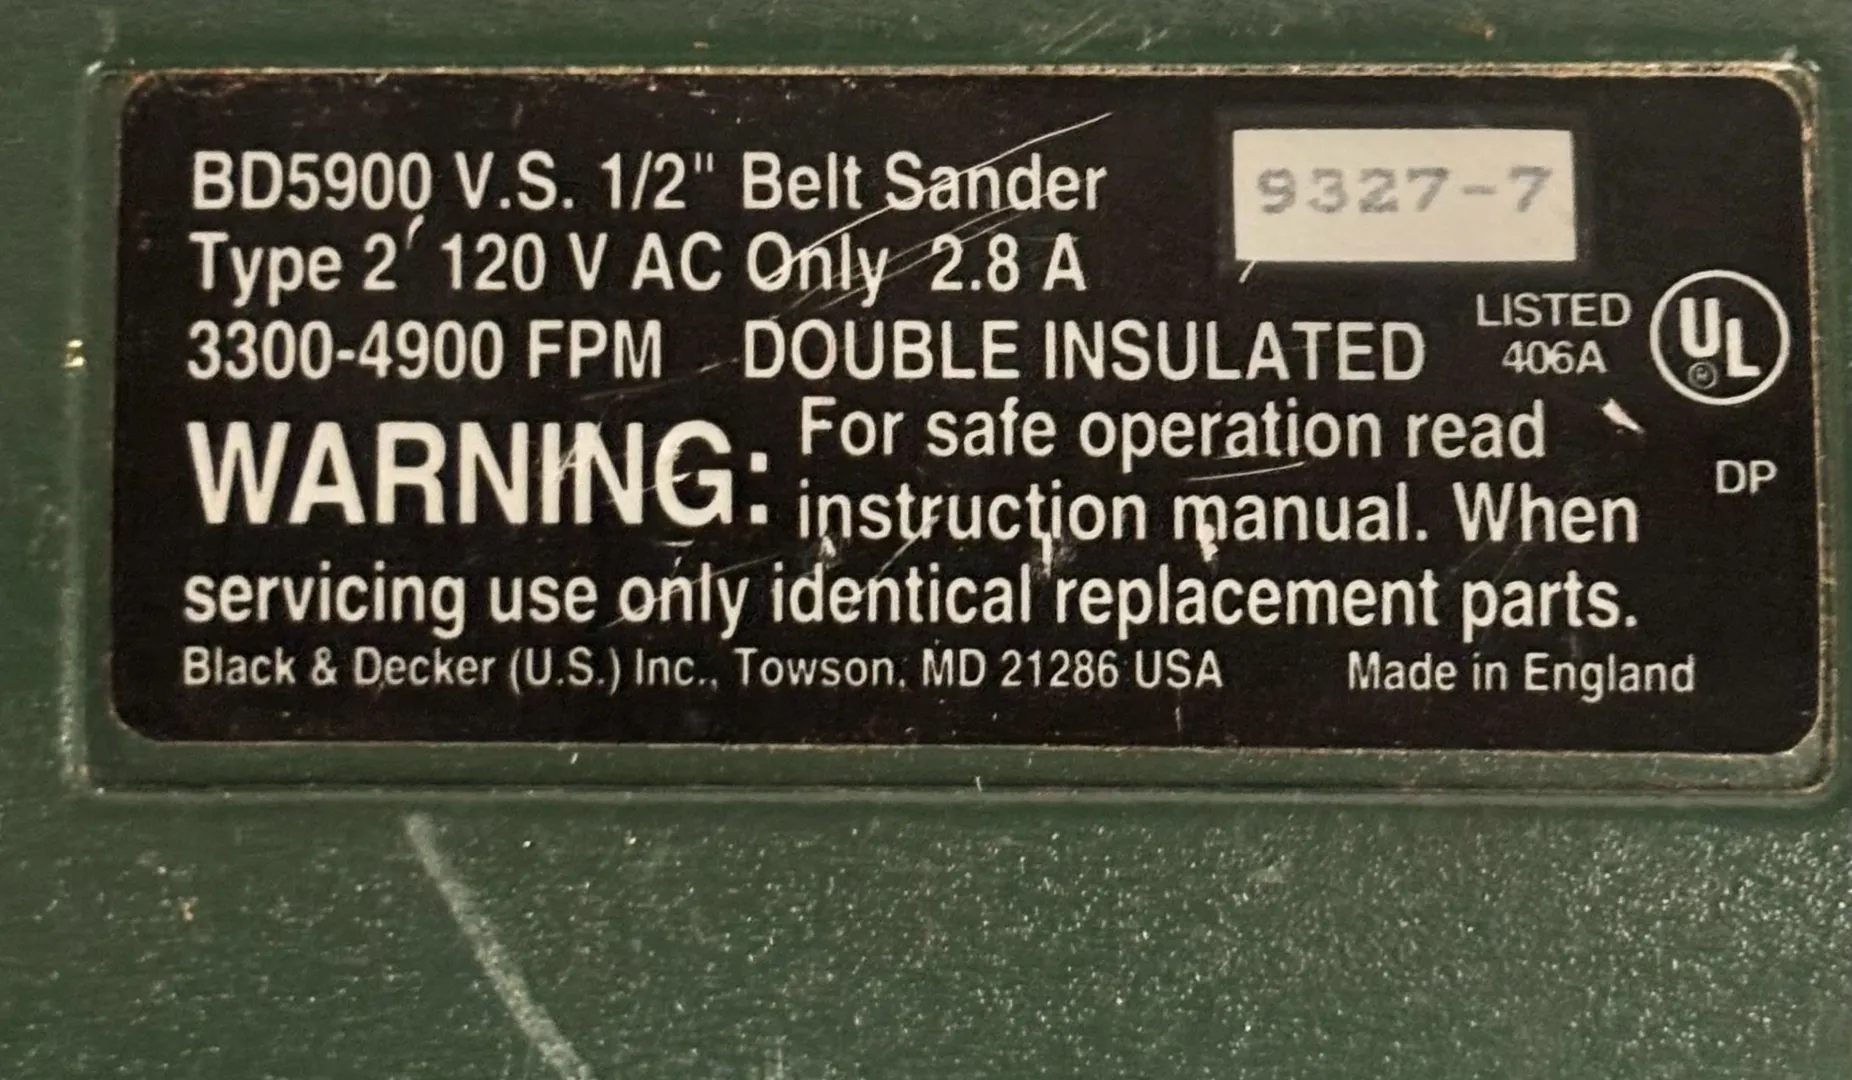 BD5900 V.S. 1/2" Belt Sander
9327-7
Type 2 120 V AC Only 2.8 A
3300-4900 FPM DOUBLE INSULATED
LISTED
406A
UL
®
WARNING: For safe operation read
instruction manual. When
DP
servicing use only identical replacement parts.
Black & Decker (U.S.) Inc., Towson, MD 21286 USA Made in England